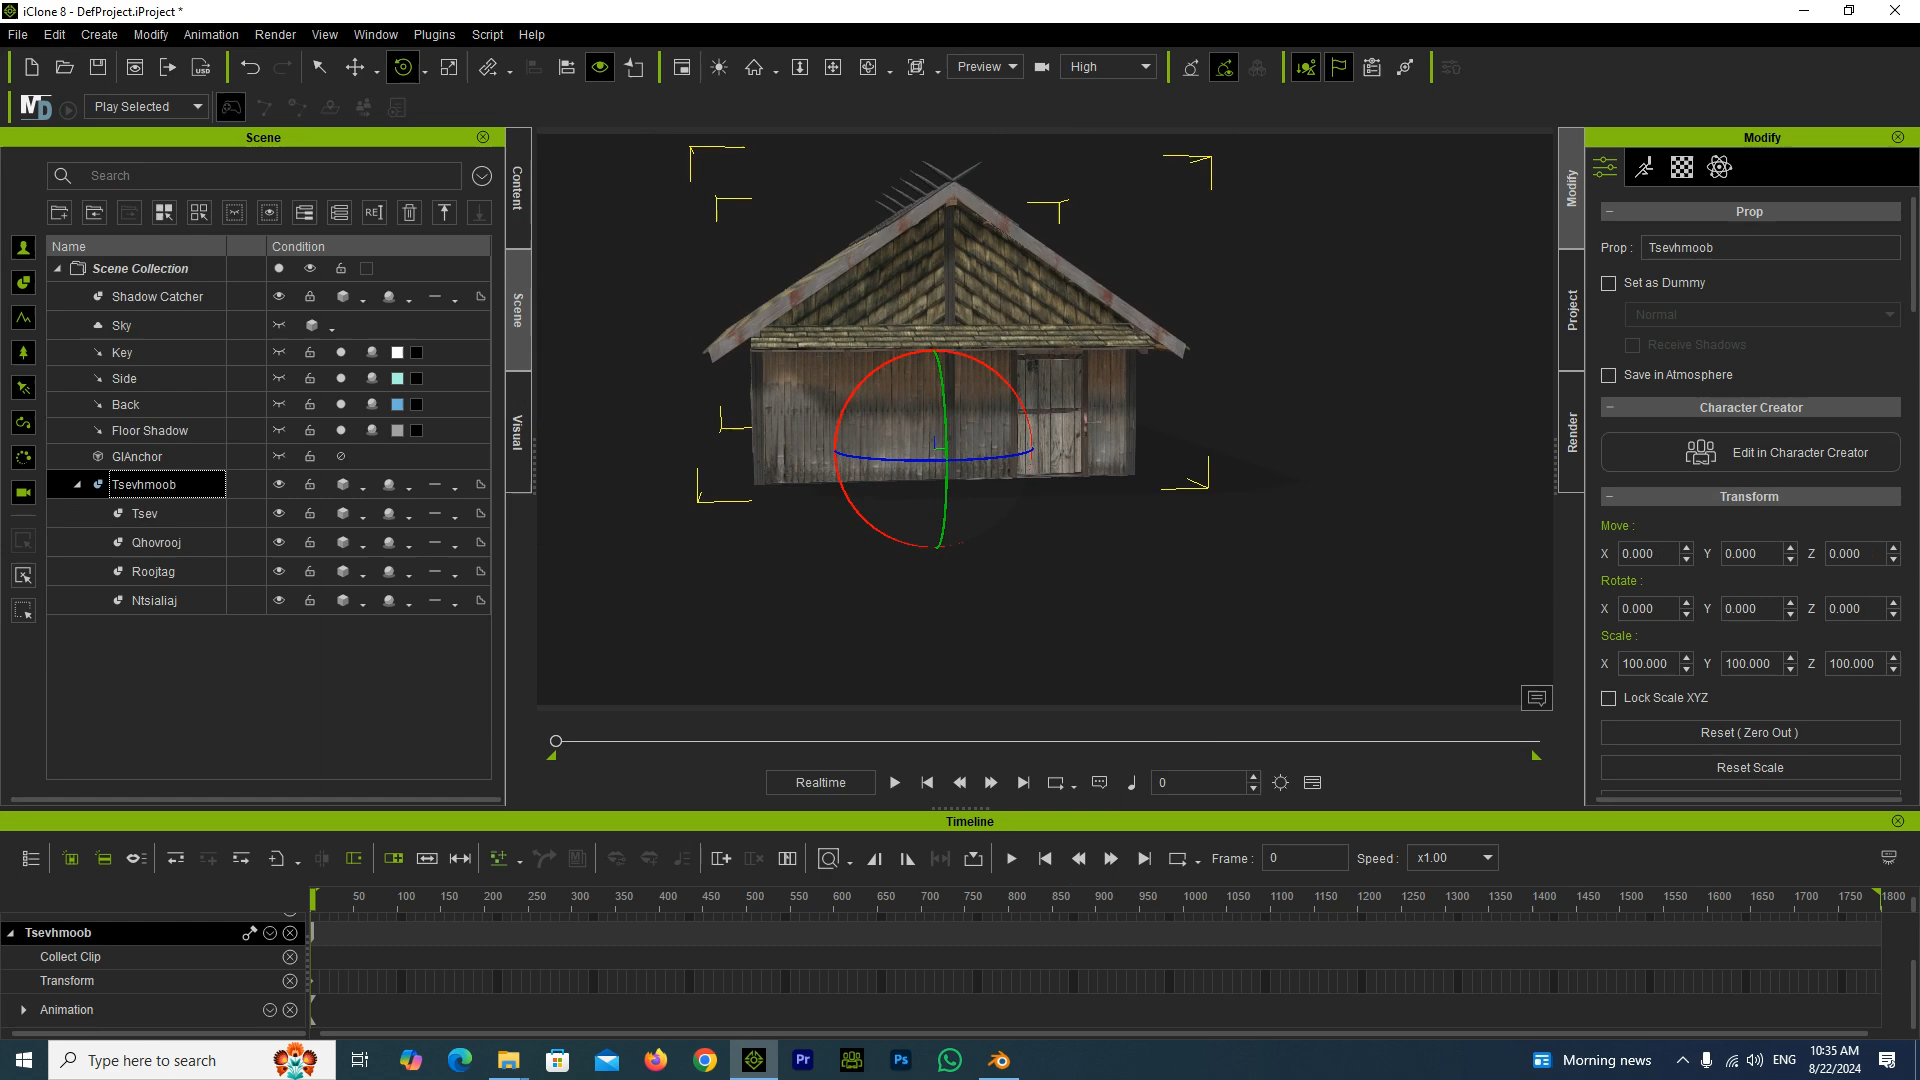 iClone 8 - DefProject.iProject *
File Edit Create Modify Animation Render View Window Plugins Script Help
USD Preview High
MD Play Selected
Scene
Search
REI
Name Condition
Scene Collection
Shadow Catcher
Sky
Key
Side
Back
Floor Shadow
GIAnchor
Tsevhmoob
Tsev
Qhovrooj
Roojtag
Ntsialiaj
Content
Scene
Visual
Modify
Project
Render
Modify
Prop
Prop : Tsevhmoob
Set as Dummy
Normal
Receive Shadows
Save in Atmosphere
Character Creator
Edit in Character Creator
Transform
Move :
X 0.000 Y 0.000 Z 0.000
Rotate :
X 0.000 Y 0.000 Z 0.000
Scale :
X 100.000 Y 100.000 Z 100.000
Lock Scale XYZ
Reset ( Zero Out )
Reset Scale
Realtime 0
Timeline
Frame : 0 Speed : x1.00
50 100 150 200 250 300 350 400 450 500 550 600 650 700 750 800 850 900 950 1000 1050 1100 1150 1200 1250 1300 1350 1400 1450 1500 1550 1600 1650 1700 1750 1800
Tsevhmoob
Collect Clip
Transform
Animation
Type here to search
Pr
Ps
Morning news
ENG
10:35 AM
8/22/2024